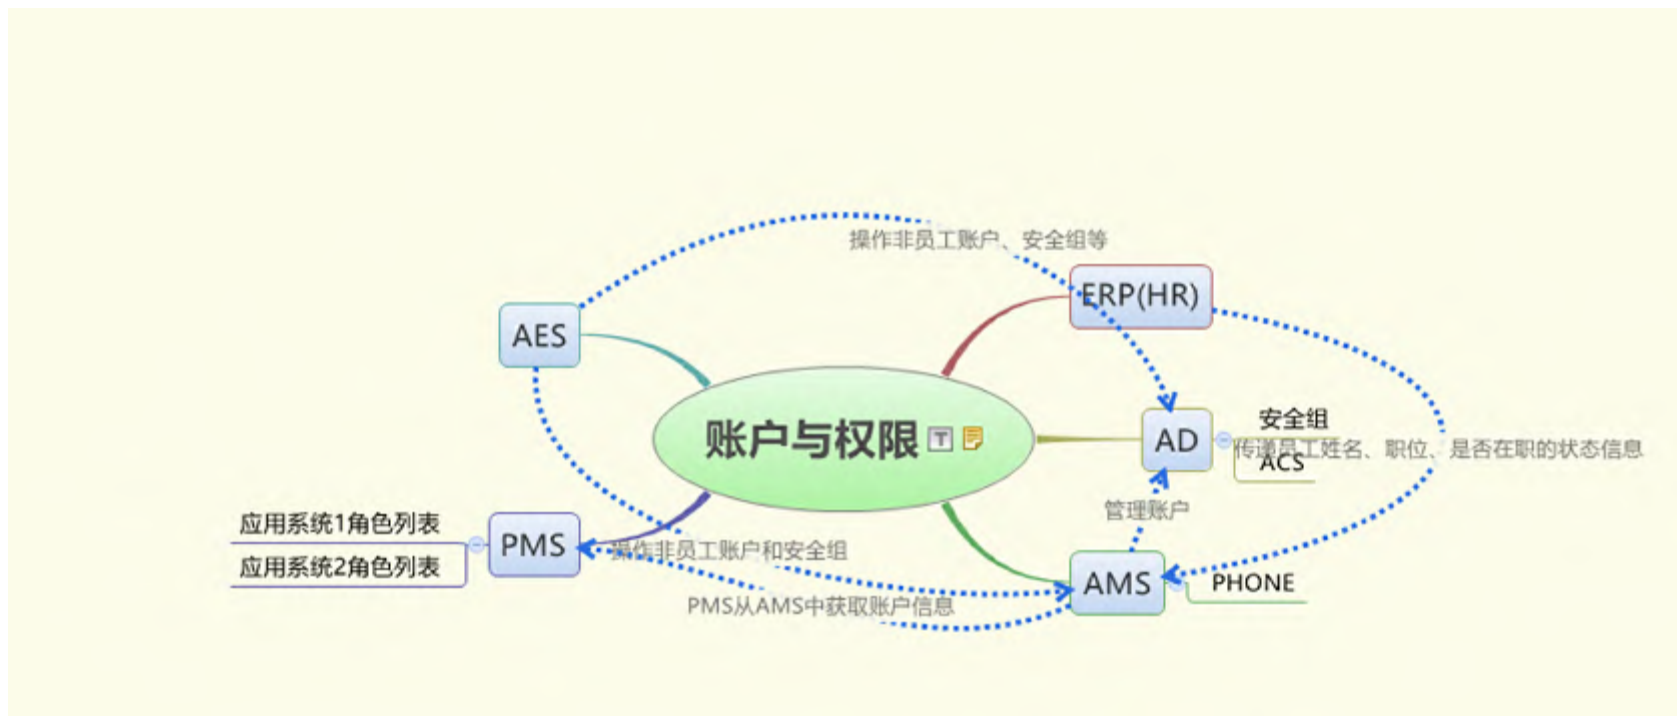 操作非员工账户、安全组等
ERP(HR)
AES
安全组
账户与权限
AD
传递员工姓名、职位、是否在职的状态信息
ACS
管理账户
应用系统1角色列表
PMS
操作非员工账户和安全组
应用系统2角色列表
AMS
PHONE
PMS从AMS中获取账户信息